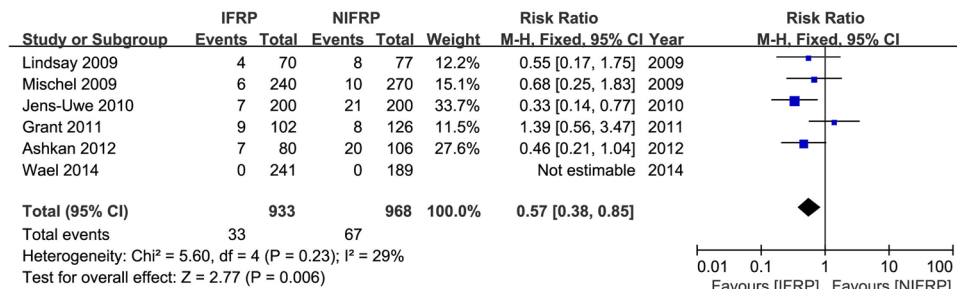 IFRP NIFRP Risk Ratio Risk Ratio
Study or Subgroup Events Total Events Total Weight M-H, Fixed, 95% CI Year M-H, Fixed, 95% CI
Lindsay 2009 4 70 8 77 12.2% 0.55 [0.17, 1.75] 2009
Mischel 2009 6 240 10 270 15.1% 0.68 [0.25, 1.83] 2009
Jens-Uwe 2010 7 200 21 200 33.7% 0.33 [0.14, 0.77] 2010
Grant 2011 9 102 8 126 11.5% 1.39 [0.56, 3.47] 2011
Ashkan 2012 7 80 20 106 27.6% 0.46 [0.21, 1.04] 2012
Wael 2014 0 241 0 189 Not estimable 2014
Total (95% CI) 933 968 100.0% 0.57 [0.38, 0.85]
Total events 33 67
Heterogeneity: Chi² = 5.60, df = 4 (P = 0.23); I² = 29%
Test for overall effect: Z = 2.77 (P = 0.006)
0.01 0.1 1 10 100
Favours [IFRP] Favours [NIFRP]